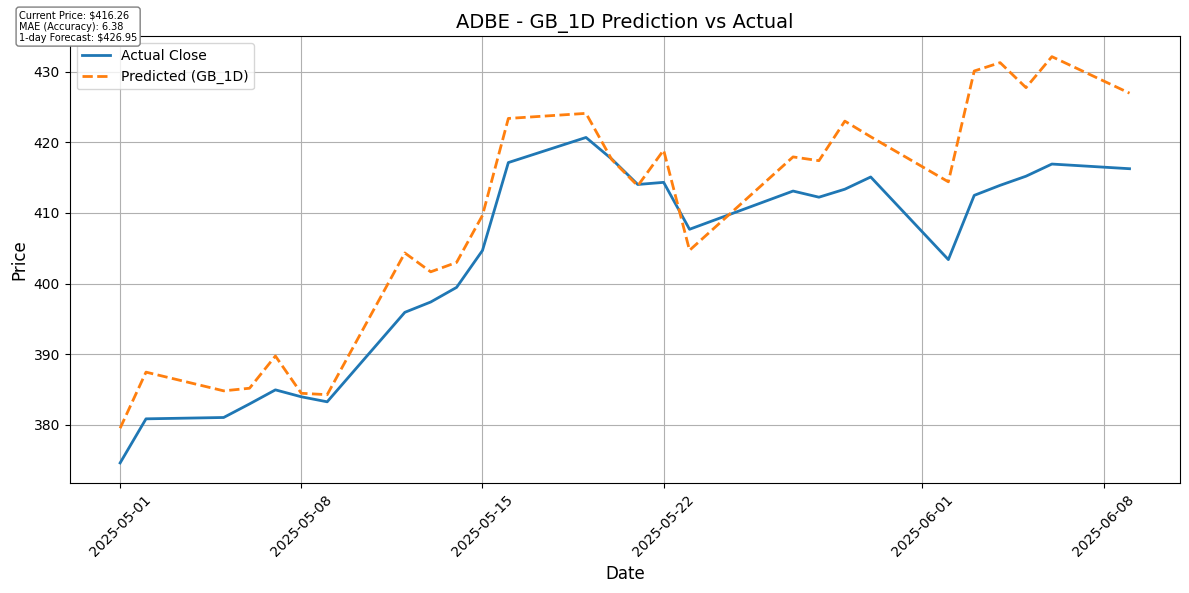 Current Price: $416.26
MAE (Accuracy): 6.38
1-day Forecast: $426.95
ADBE - GB_1D Prediction vs Actual
Actual Close
Predicted (GB_1D)
Price
430
420
410
400
390
380
2025-05-01
2025-05-08
2025-05-15
2025-05-22
2025-06-01
2025-06-08
Date